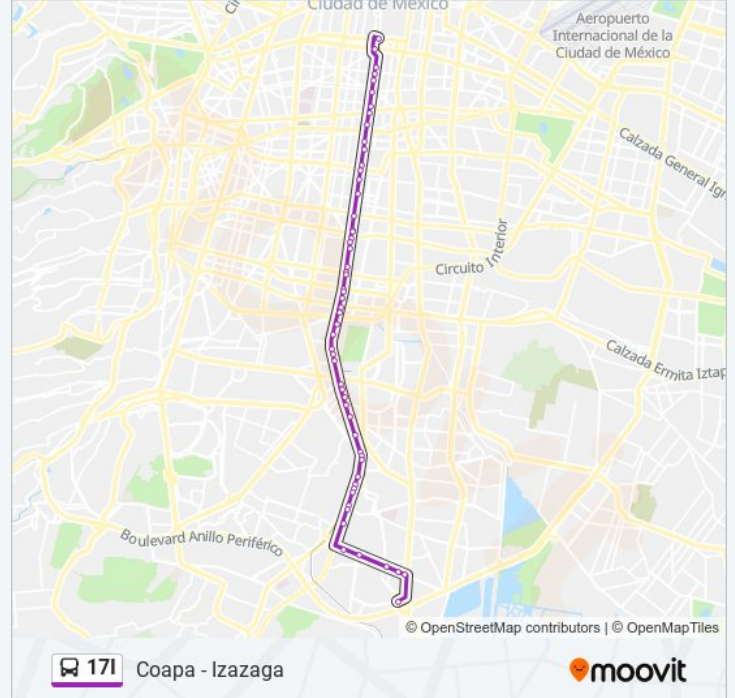 Ciudad de México
Aeropuerto
Internacional de la
Ciudad de México
Calzada General Igr
Circuito Interior
Calzada Ermita Iztap
Boulevard Anillo Periférico
© OpenStreetMap contributors | © OpenMapTiles
17I Coapa - Izazaga
moovit